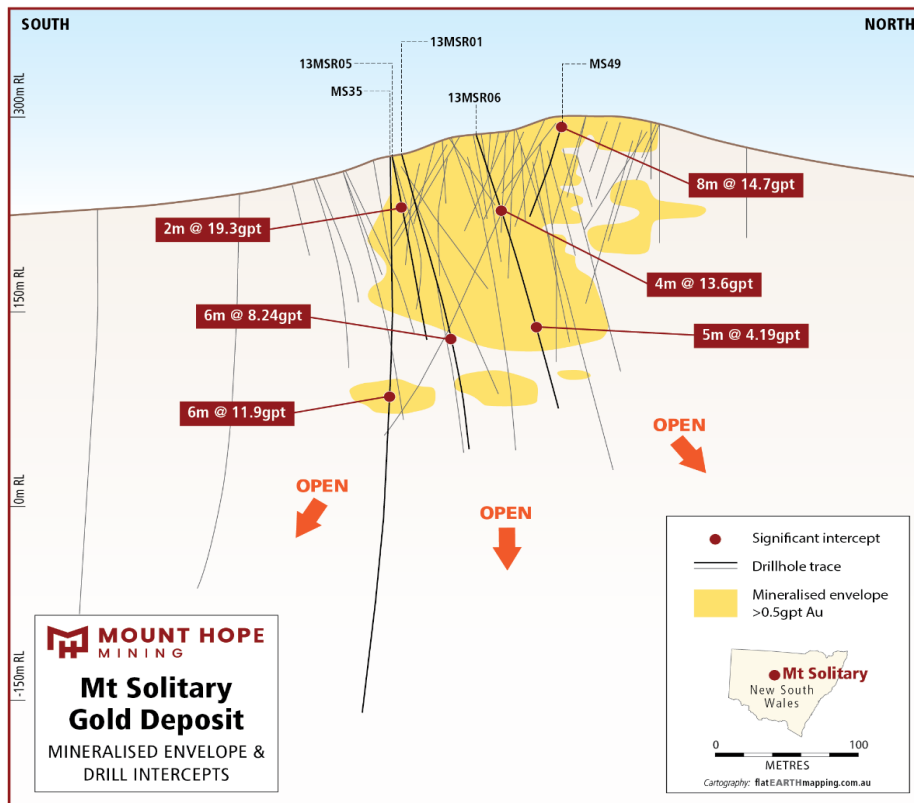 SOUTH
NORTH
13MSR01
13MSR05
MS49
MS35
13MSR06
300m RL
8m @ 14.7gpt
2m @ 19.3gpt
4m @ 13.6gpt
150m RL
6m @ 8.24gpt
5m @ 4.19gpt
6m @ 11.9gpt
OPEN
OPEN
OPEN
0m RL
-150m RL
MOUNT HOPE
MINING
Mt Solitary
Gold Deposit
MINERALISED ENVELOPE &
DRILL INTERCEPTS
Significant intercept
Drillhole trace
Mineralised envelope
>0.5gpt Au
Mt Solitary
New South
Wales
0 100
METRES
Cartography: flatEARTHmapping.com.au